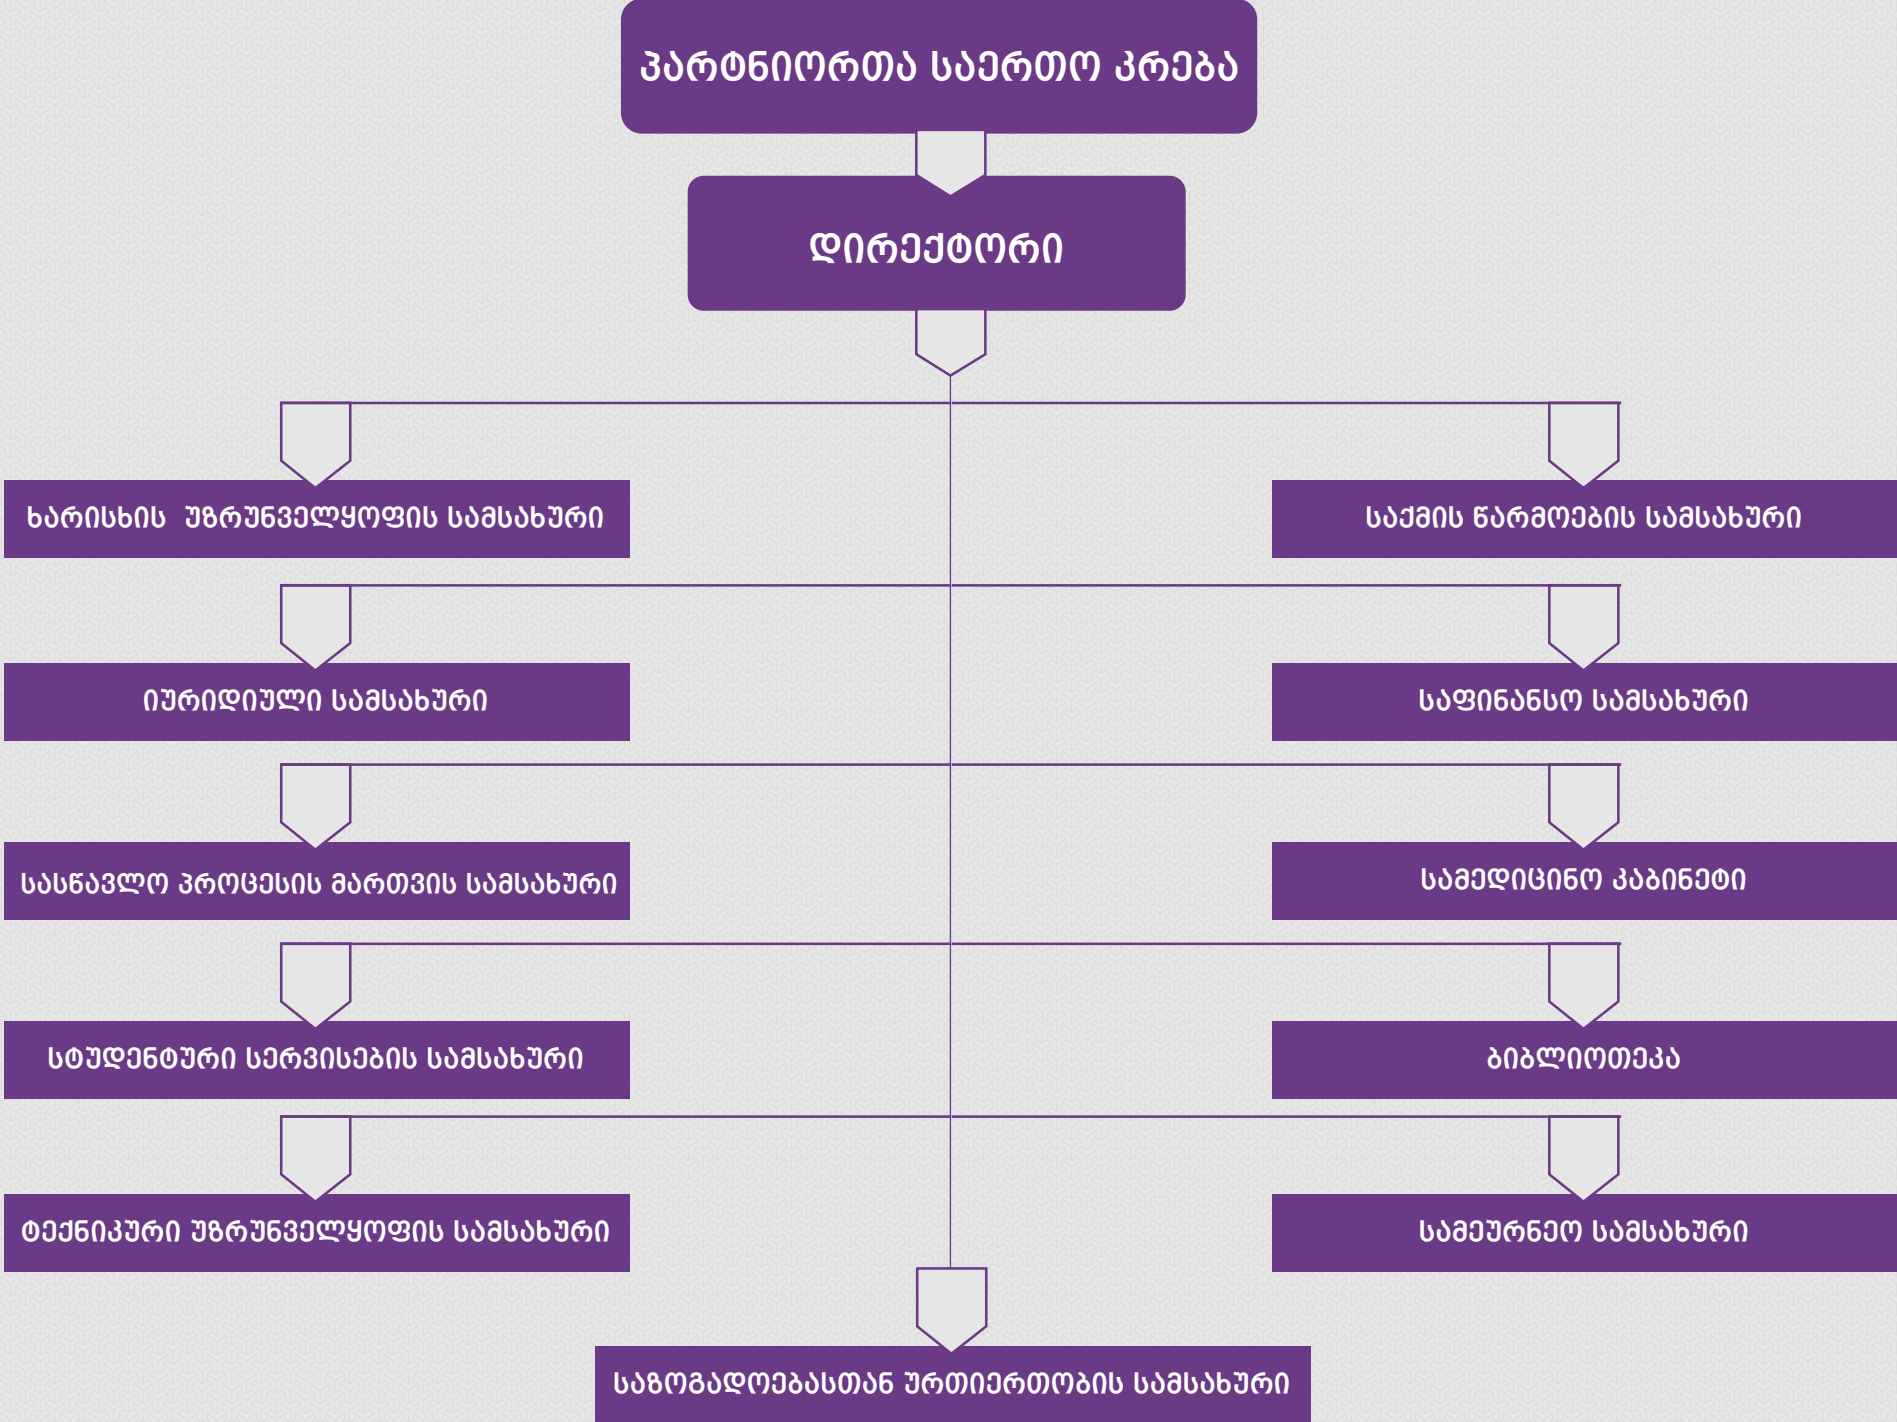 პარტნიორთა საერთო კრება
დირექტორი
ხარისხის უზრუნველყოფის სამსახური
საქმის წარმოების სამსახური
იურიდიული სამსახური
საფინანსო სამსახური
სასწავლო პროცესის მართვის სამსახური
სამედიცინო კაბინეტი
სტუდენტური სერვისების სამსახური
ბიბლიოთეკა
ტექნიკური უზრუნველყოფის სამსახური
სამეურნეო სამსახური
საზოგადოებასთან ურთიერთობის სამსახური